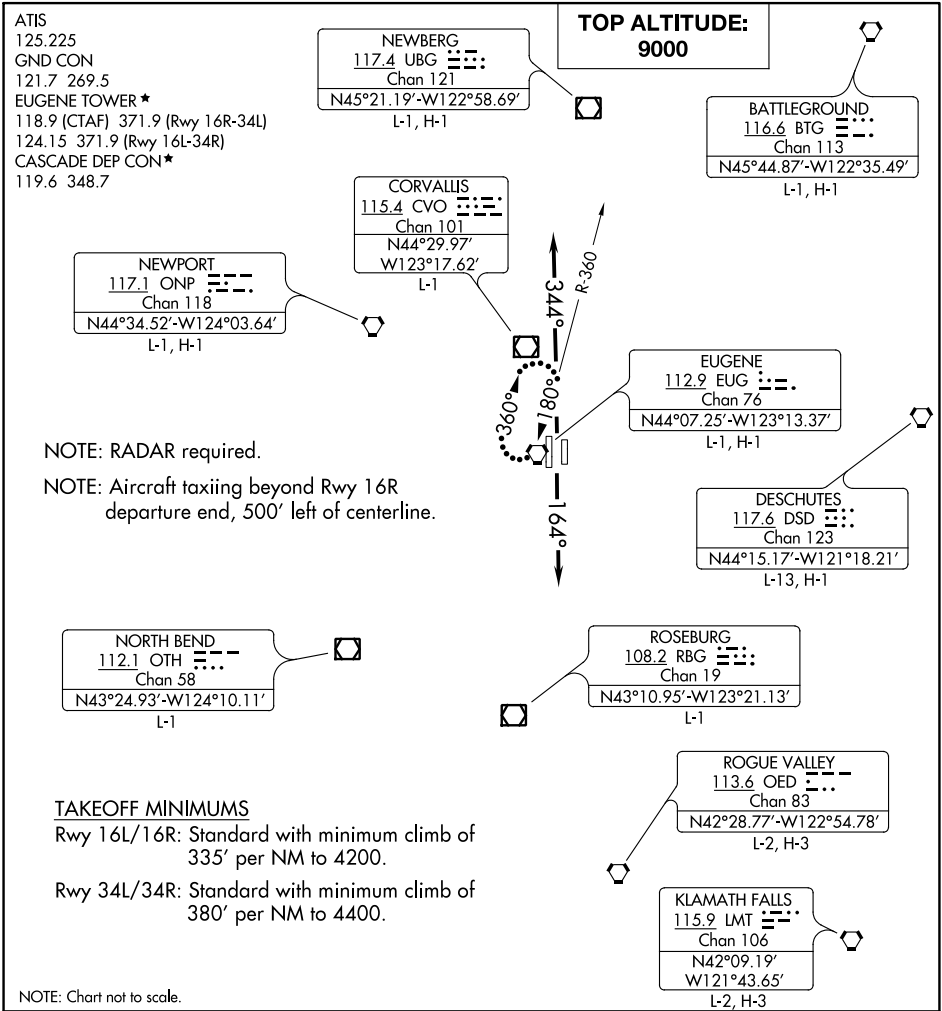 ATIS
125.225
GND CON
121.7 269.5
EUGENE TOWER★
118.9 (CTAF) 371.9 (Rwy 16R-34L)
124.15 371.9 (Rwy 16L-34R)
CASCADE DEP CON★
119.6 348.7
TOP ALTITUDE:
9000
NEWBERG
117.4 UBG
Chan 121
N45°21.19'-W122°58.69'
L-1, H-1
BATTLEGROUND
116.6 BTG
Chan 113
N45°44.87'-W122°35.49'
L-1, H-1
CORVALLIS
115.4 CVO
Chan 101
N44°29.97'
W123°17.62'
L-1
NEWPORT
117.1 ONP
Chan 118
N44°34.52'-W124°03.64'
L-1, H-1
344°
R-360
360°
180°
164°
EUGENE
112.9 EUG
Chan 76
N44°07.25'-W123°13.37'
L-1, H-1
NOTE: RADAR required.
NOTE: Aircraft taxiing beyond Rwy 16R
departure end, 500' left of centerline.
DESCHUTES
117.6 DSD
Chan 123
N44°15.17'-W121°18.21'
L-13, H-1
NORTH BEND
112.1 OTH
Chan 58
N43°24.93'-W124°10.11'
L-1
ROSEBURG
108.2 RBG
Chan 19
N43°10.95'-W123°21.13'
L-1
ROGUE VALLEY
113.6 OED
Chan 83
N42°28.77'-W122°54.78'
L-2, H-3
TAKEOFF MINIMUMS
Rwy 16L/16R: Standard with minimum climb of
335' per NM to 4200.
Rwy 34L/34R: Standard with minimum climb of
380' per NM to 4400.
KLAMATH FALLS
115.9 LMT
Chan 106
N42°09.19'
W121°43.65'
L-2, H-3
NOTE: Chart not to scale.